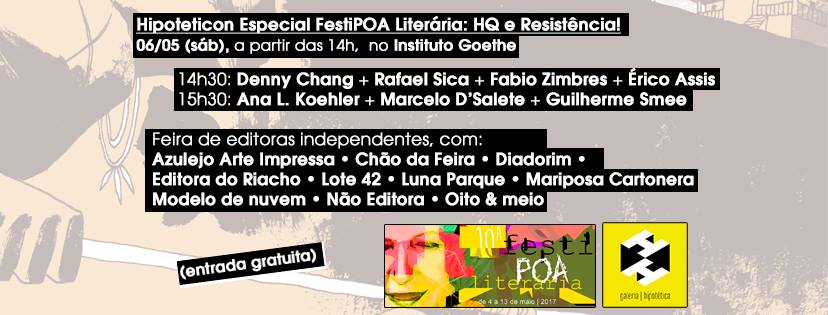 Hipoteticon Especial FestiPOA Literária: HQ e Resistência!
06/05 (sáb), a partir das 14h, no Instituto Goethe
14h30: Denny Chang + Rafael Sica + Fabio Zimbres + Érico Assis
15h30: Ana L. Koehler + Marcelo D'Salete + Guilherme Smee
Feira de editoras independentes, com:
Azulejo Arte Impressa • Chão da Feira • Diadorim •
Editora do Riacho • Lote 42 • Luna Parque • Mariposa Cartonera
Modelo de nuvem • Não Editora • Oito & meio
(entrada gratuita)
10ª festi
POA
literária
de 4 a 13 de maio | 2017
galeria | hipotética